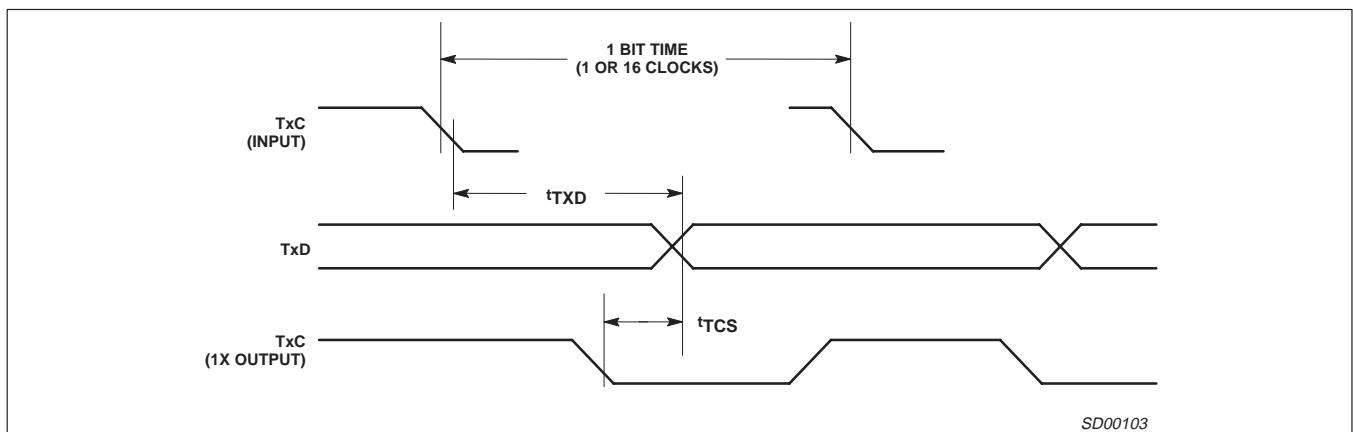 1 BIT TIME
(1 OR 16 CLOCKS)
TxC
(INPUT)
tTXD
TxD
tTCS
TxC
(1X OUTPUT)
SD00103